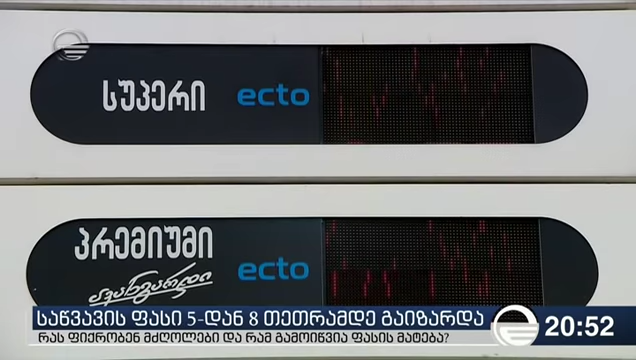 სუპერი ecto
პრემიუმი
ავანგარდი ecto
საწვავის ფასი 5-დან 8 თეთრამდე გაიზარდა
რას ფიქრობენ მძღოლები და რამ გამოიწვია ფასის მატება?
20:52